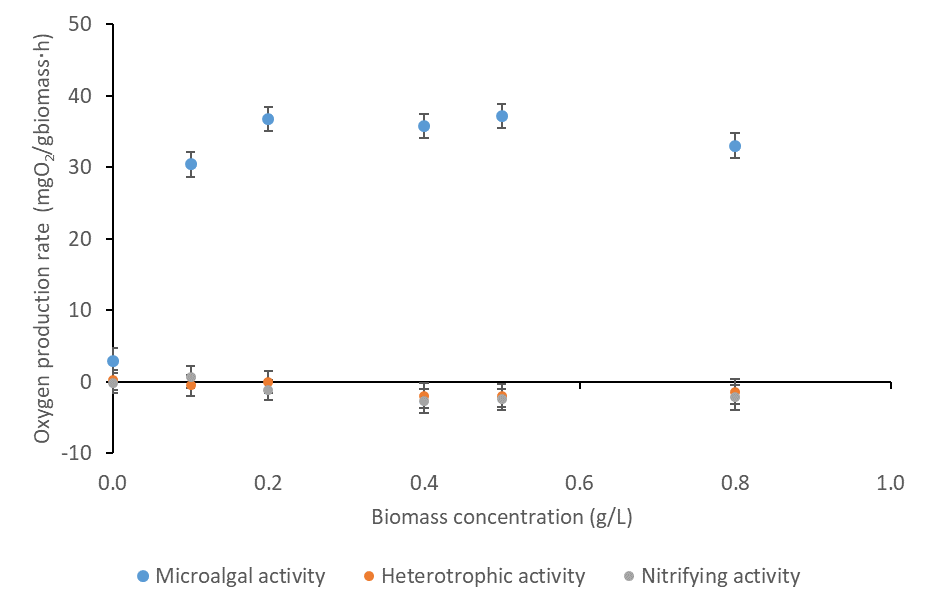 Oxygen production rate (mgO₂/gbiomass·h)
50
40
30
20
10
0
-10
0.0 0.2 0.4 0.6 0.8 1.0
Biomass concentration (g/L)
Microalgal activity Heterotrophic activity Nitrifying activity